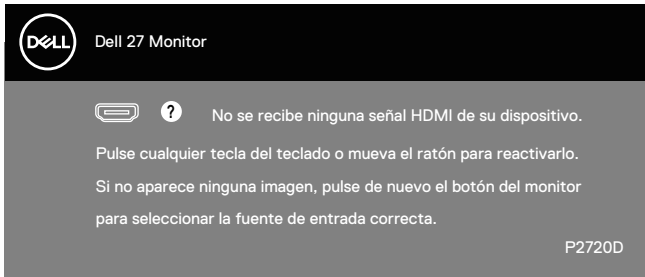 DELL
Dell 27 Monitor
? No se recibe ninguna señal HDMI de su dispositivo.
Pulse cualquier tecla del teclado o mueva el ratón para reactivarlo.
Si no aparece ninguna imagen, pulse de nuevo el botón del monitor
para seleccionar la fuente de entrada correcta.
P2720D